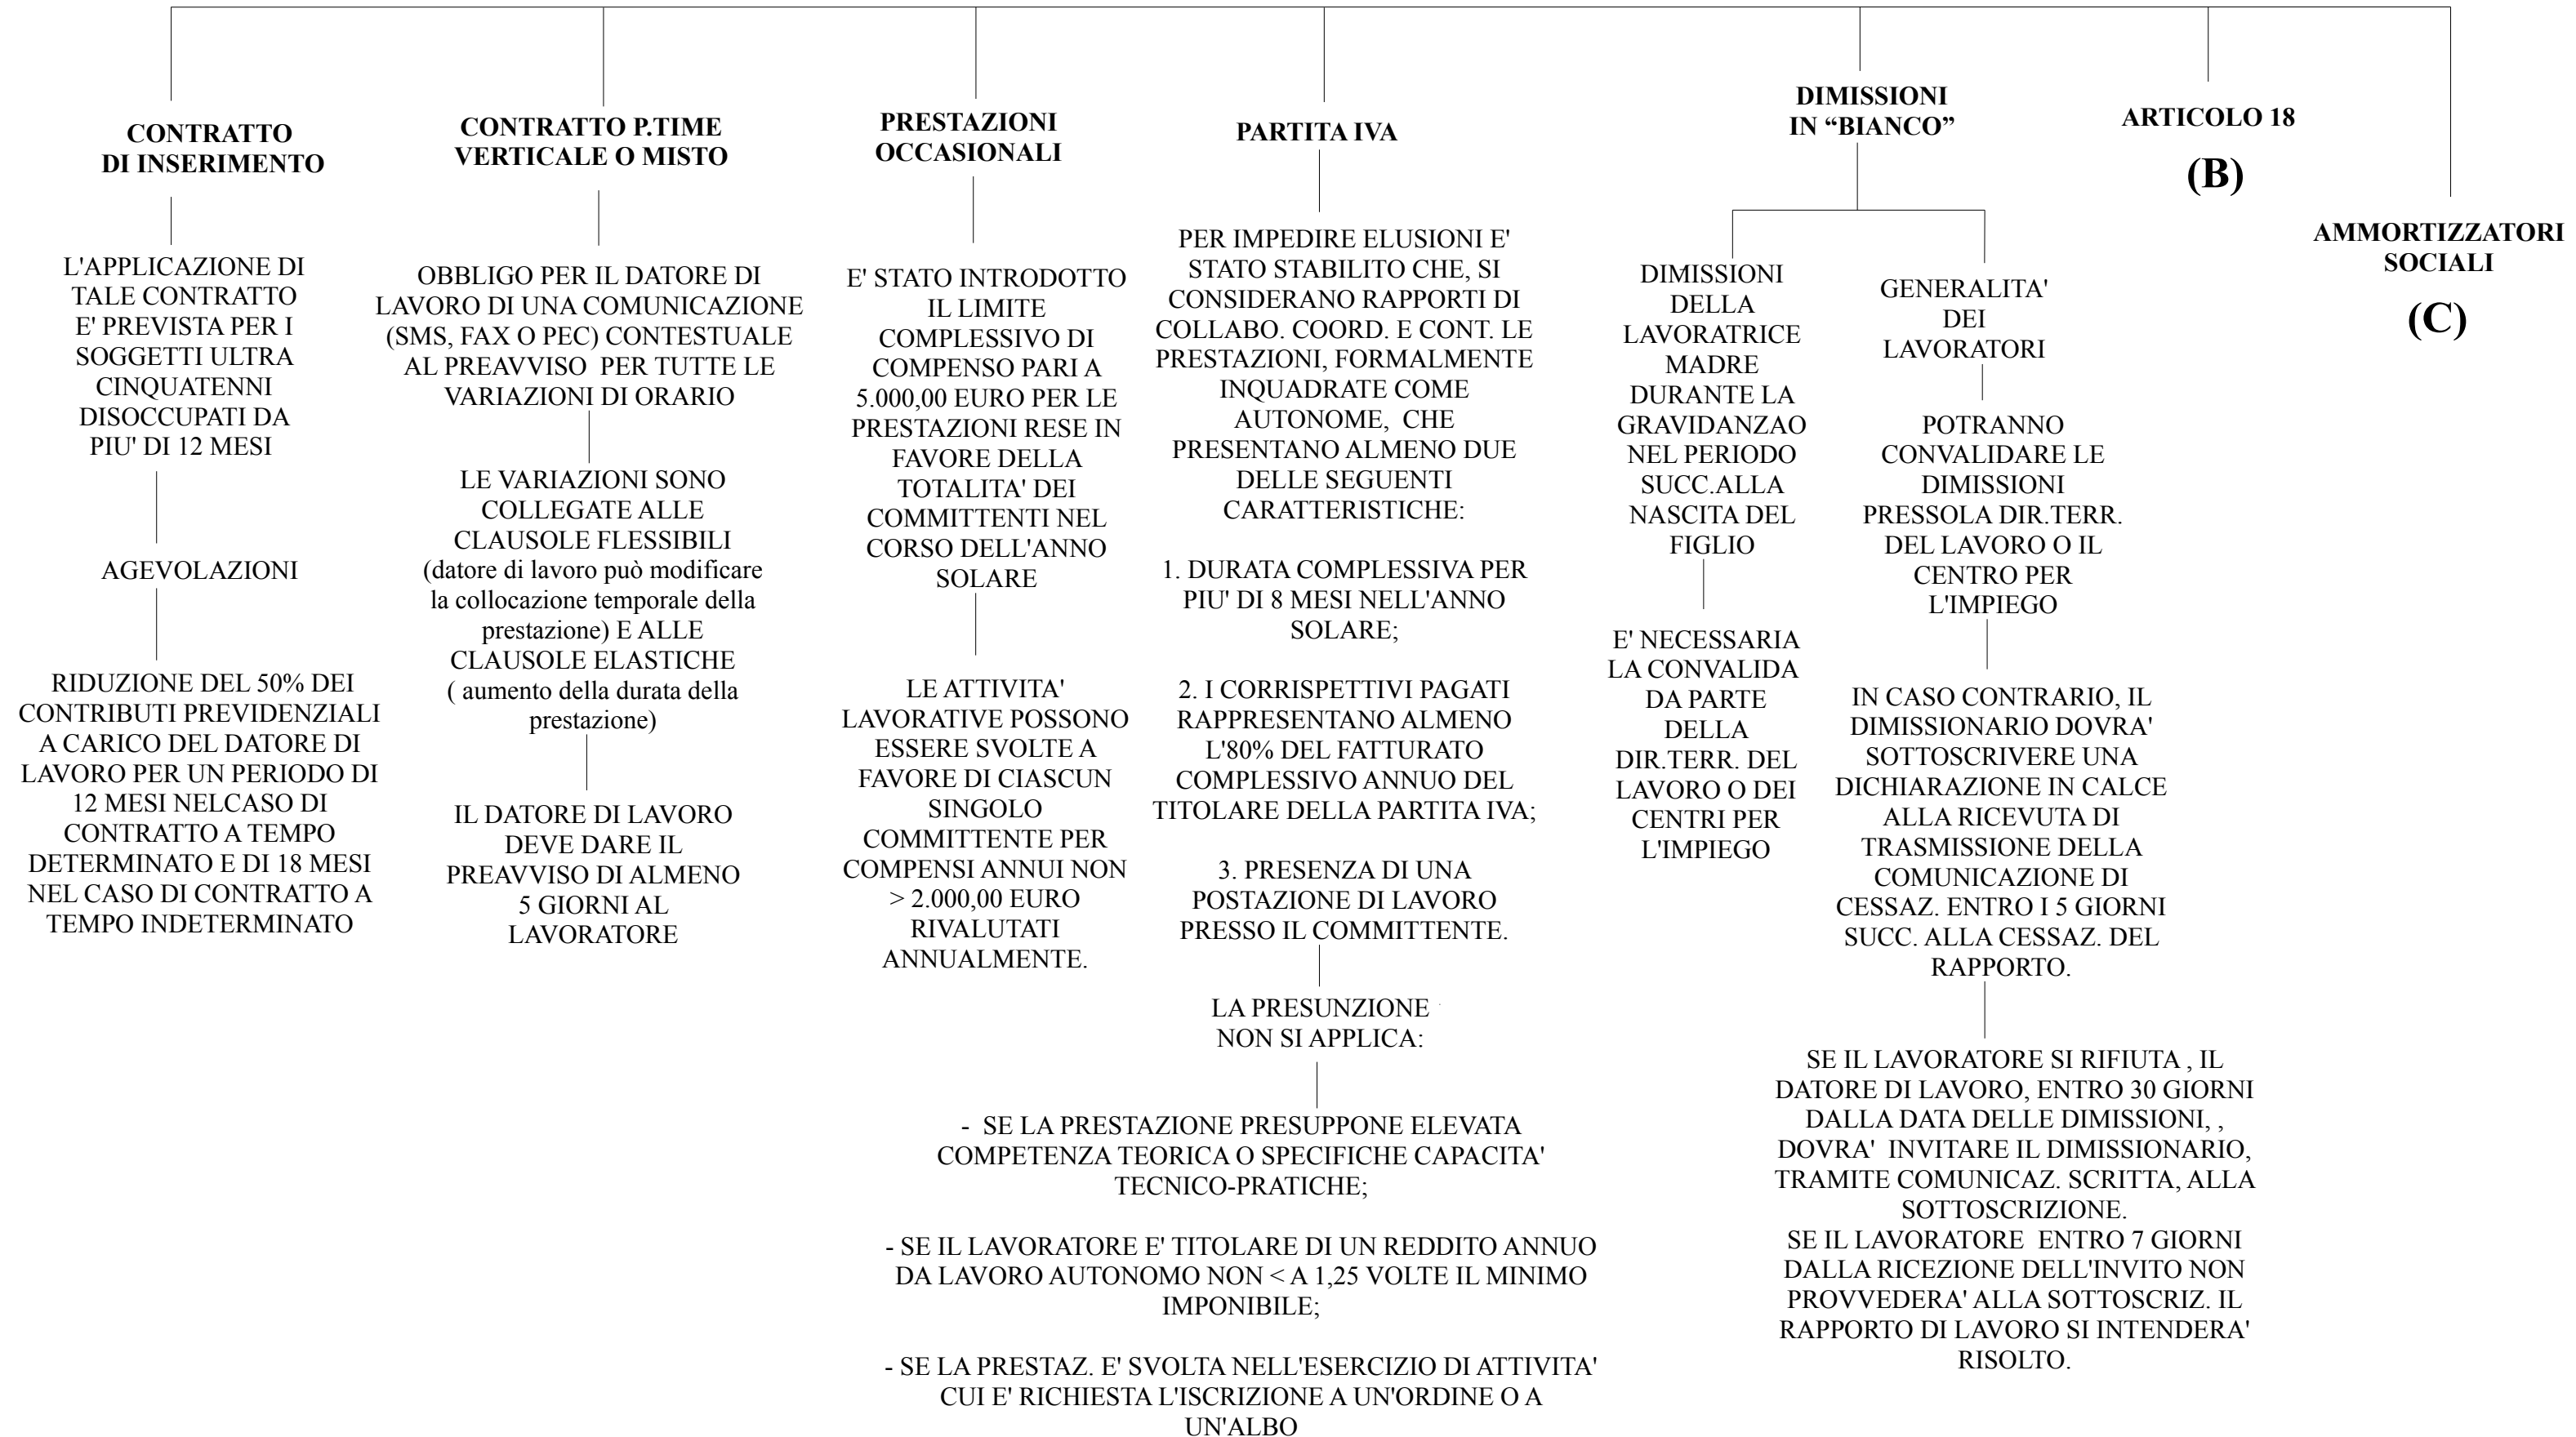 CONTRATTO
DI INSERIMENTO
L'APPLICAZIONE DI
TALE CONTRATTO
E' PREVISTA PER I
SOGGETTI ULTRA
CINQUATENNI
DISOCCUPATI DA
PIU' DI 12 MESI
AGEVOLAZIONI
RIDUZIONE DEL 50% DEI
CONTRIBUTI PREVIDENZIALI
A CARICO DEL DATORE DI
LAVORO PER UN PERIODO DI
12 MESI NELCASO DI
CONTRATTO A TEMPO
DETERMINATO E DI 18 MESI
NEL CASO DI CONTRATTO A
TEMPO INDETERMINATO
CONTRATTO P.TIME
VERTICALE O MISTO
OBBLIGO PER IL DATORE DI
LAVORO DI UNA COMUNICAZIONE
(SMS, FAX O PEC) CONTESTUALE
AL PREAVVISO  PER TUTTE LE
VARIAZIONI DI ORARIO
LE VARIAZIONI SONO
COLLEGATE ALLE
CLAUSOLE FLESSIBILI
(datore di lavoro può modificare
la collocazione temporale della
prestazione) E ALLE
CLAUSOLE ELASTICHE
( aumento della durata della
prestazione)
IL DATORE DI LAVORO
DEVE DARE IL
PREAVVISO DI ALMENO
5 GIORNI AL
LAVORATORE
PRESTAZIONI
OCCASIONALI
E' STATO INTRODOTTO
IL LIMITE
COMPLESSIVO DI
COMPENSO PARI A
5.000,00 EURO PER LE
PRESTAZIONI RESE IN
FAVORE DELLA
TOTALITA' DEI
COMMITTENTI NEL
CORSO DELL'ANNO
SOLARE
LE ATTIVITA'
LAVORATIVE POSSONO
ESSERE SVOLTE A
FAVORE DI CIASCUN
SINGOLO
COMMITTENTE PER
COMPENSI ANNUI NON
> 2.000,00 EURO
RIVALUTATI
ANNUALMENTE.
PARTITA IVA
PER IMPEDIRE ELUSIONI E'
STATO STABILITO CHE, SI
CONSIDERANO RAPPORTI DI
COLLABO. COORD. E CONT. LE
PRESTAZIONI, FORMALMENTE
INQUADRATE COME
AUTONOME,  CHE
PRESENTANO ALMENO DUE
DELLE SEGUENTI
CARATTERISTICHE:
1. DURATA COMPLESSIVA PER
PIU' DI 8 MESI NELL'ANNO
SOLARE;
2. I CORRISPETTIVI PAGATI
RAPPRESENTANO ALMENO
L'80% DEL FATTURATO
COMPLESSIVO ANNUO DEL
TITOLARE DELLA PARTITA IVA;
3. PRESENZA DI UNA
POSTAZIONE DI LAVORO
PRESSO IL COMMITTENTE.
LA PRESUNZIONE
NON SI APPLICA:
-  SE LA PRESTAZIONE PRESUPPONE ELEVATA
COMPETENZA TEORICA O SPECIFICHE CAPACITA'
TECNICO-PRATICHE;
- SE IL LAVORATORE E' TITOLARE DI UN REDDITO ANNUO
DA LAVORO AUTONOMO NON < A 1,25 VOLTE IL MINIMO
IMPONIBILE;
- SE LA PRESTAZ. E' SVOLTA NELL'ESERCIZIO DI ATTIVITA'
CUI E' RICHIESTA L'ISCRIZIONE A UN'ORDINE O A
UN'ALBO
DIMISSIONI
IN “BIANCO”
DIMISSIONI
DELLA
LAVORATRICE
MADRE
DURANTE LA
GRAVIDANZAO
NEL PERIODO
SUCC.ALLA
NASCITA DEL
FIGLIO
E' NECESSARIA
LA CONVALIDA
DA PARTE
DELLA
DIR.TERR. DEL
LAVORO O DEI
CENTRI PER
L'IMPIEGO
GENERALITA'
DEI
LAVORATORI
POTRANNO
CONVALIDARE LE
DIMISSIONI
PRESSOLA DIR.TERR.
DEL LAVORO O IL
CENTRO PER
L'IMPIEGO
IN CASO CONTRARIO, IL
DIMISSIONARIO DOVRA'
SOTTOSCRIVERE UNA
DICHIARAZIONE IN CALCE
ALLA RICEVUTA DI
TRASMISSIONE DELLA
COMUNICAZIONE DI
CESSAZ. ENTRO I 5 GIORNI
SUCC. ALLA CESSAZ. DEL
RAPPORTO.
SE IL LAVORATORE SI RIFIUTA , IL
DATORE DI LAVORO, ENTRO 30 GIORNI
DALLA DATA DELLE DIMISSIONI, ,
DOVRA'  INVITARE IL DIMISSIONARIO,
TRAMITE COMUNICAZ. SCRITTA, ALLA
SOTTOSCRIZIONE.
SE IL LAVORATORE  ENTRO 7 GIORNI
DALLA RICEZIONE DELL'INVITO NON
PROVVEDERA' ALLA SOTTOSCRIZ. IL
RAPPORTO DI LAVORO SI INTENDERA'
RISOLTO.
ARTICOLO 18
(B)
AMMORTIZZATORI
SOCIALI
(C)